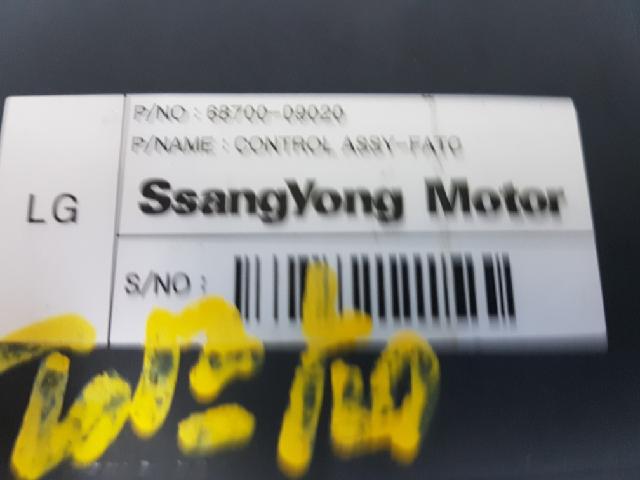 P/NO : 68700-09020
P/NAME : CONTROL ASSY-FATC
LG
SsangYong Motor
S/NO :